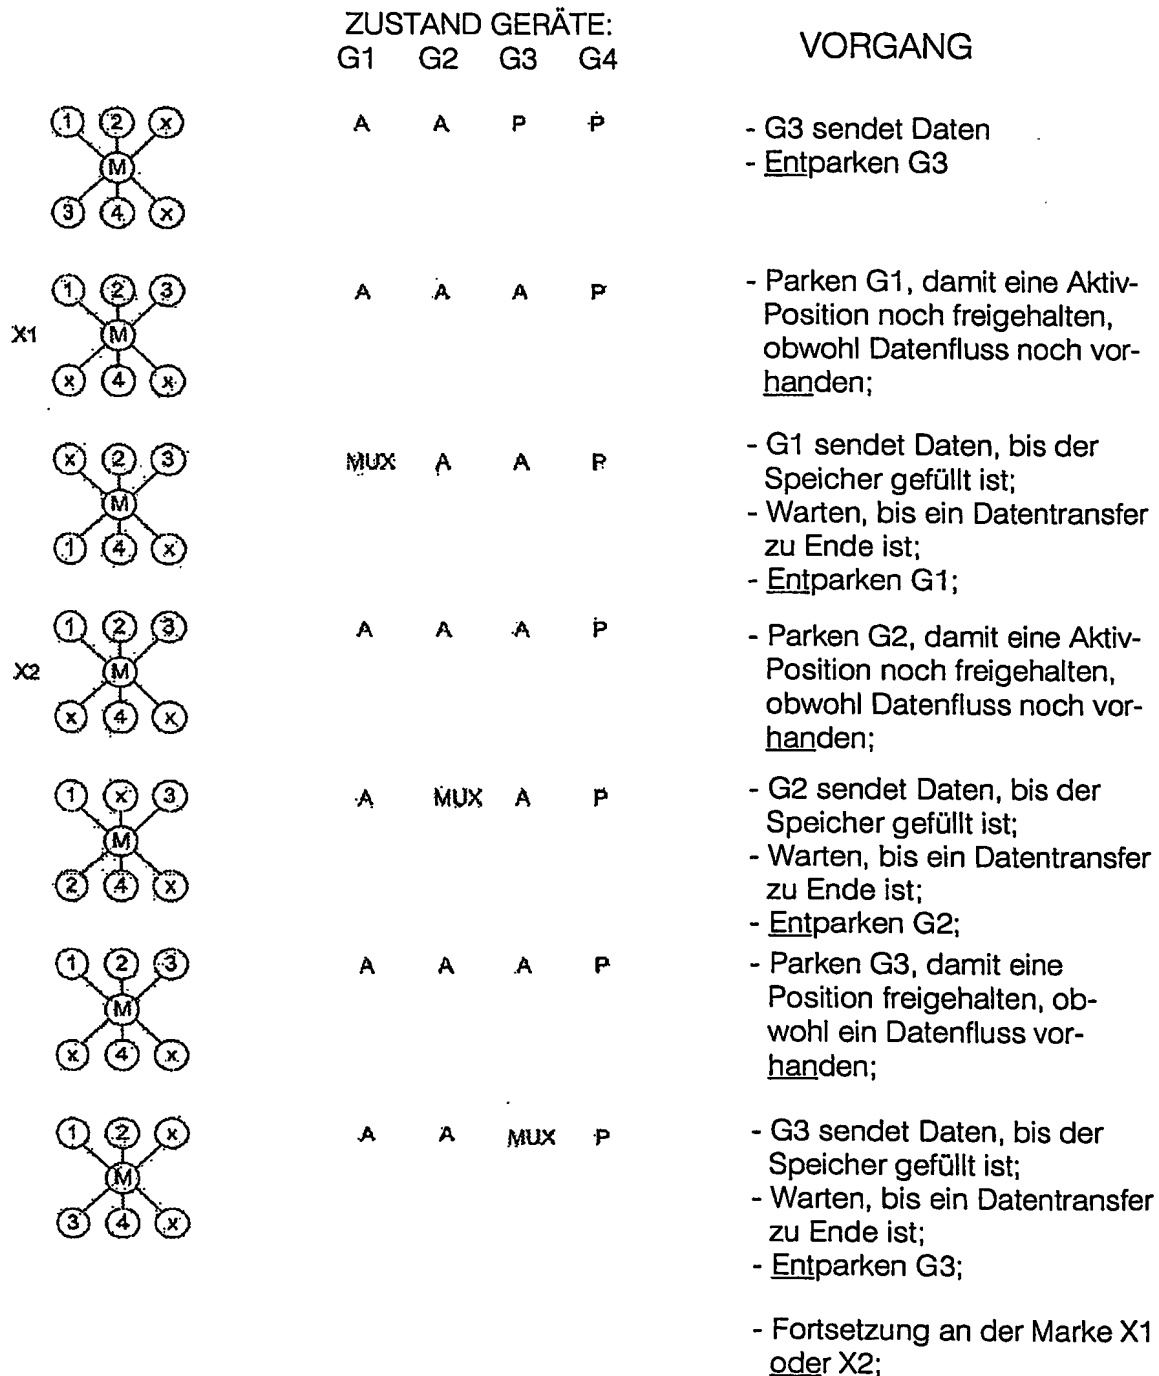 ZUSTAND GERÄTE:
G1 G2 G3 G4
VORGANG
1 2 x
M
3 4 x
A A P P
- G3 sendet Daten
- Entparken G3
X1
1 2 3
M
x 4 x
A A A P
- Parken G1, damit eine Aktiv-
Position noch freigehalten,
obwohl Datenfluss noch vor-
handen;
x 2 3
M
1 4 x
MUX A A P
- G1 sendet Daten, bis der
Speicher gefüllt ist;
- Warten, bis ein Datentransfer
zu Ende ist;
- Entparken G1;
X2
1 2 3
M
x 4 x
A A A P
- Parken G2, damit eine Aktiv-
Position noch freigehalten,
obwohl Datenfluss noch vor-
handen;
1 x 3
M
2 4 x
A MUX A P
- G2 sendet Daten, bis der
Speicher gefüllt ist;
- Warten, bis ein Datentransfer
zu Ende ist;
- Entparken G2;
1 2 3
M
x 4 x
A A A P
- Parken G3, damit eine
Position freigehalten, ob-
wohl ein Datenfluss vor-
handen;
1 2 x
M
3 4 x
A A MUX P
- G3 sendet Daten, bis der
Speicher gefüllt ist;
- Warten, bis ein Datentransfer
zu Ende ist;
- Entparken G3;
- Fortsetzung an der Marke X1
oder X2;